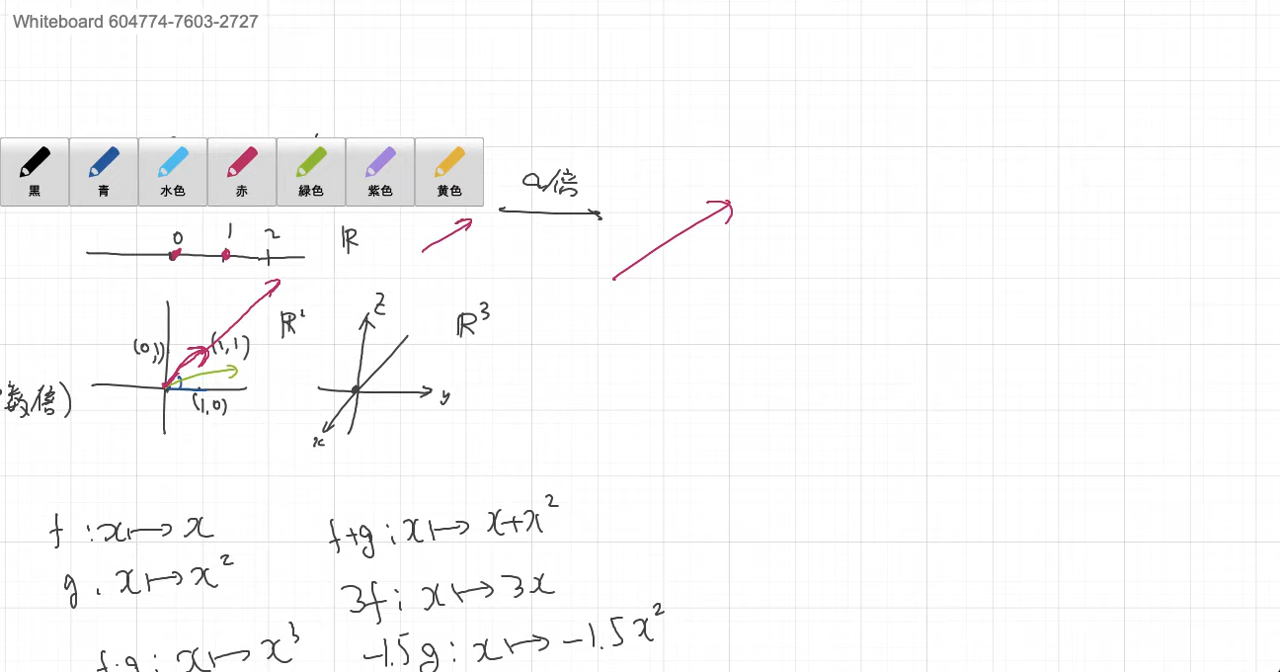 Whiteboard 604774-7603-2727
黒 青 水色 赤 緑色 紫色 黄色
a倍
0 1 2 ℝ
z
ℝ² ℝ³
(0,1) (1,1)
y
数倍) (1,0)
x
f : x ↦ x f+g : x ↦ x+x²
g : x ↦ x² 3f : x ↦ 3x
f·g : x ↦ x³ -1.5g : x ↦ -1.5x²